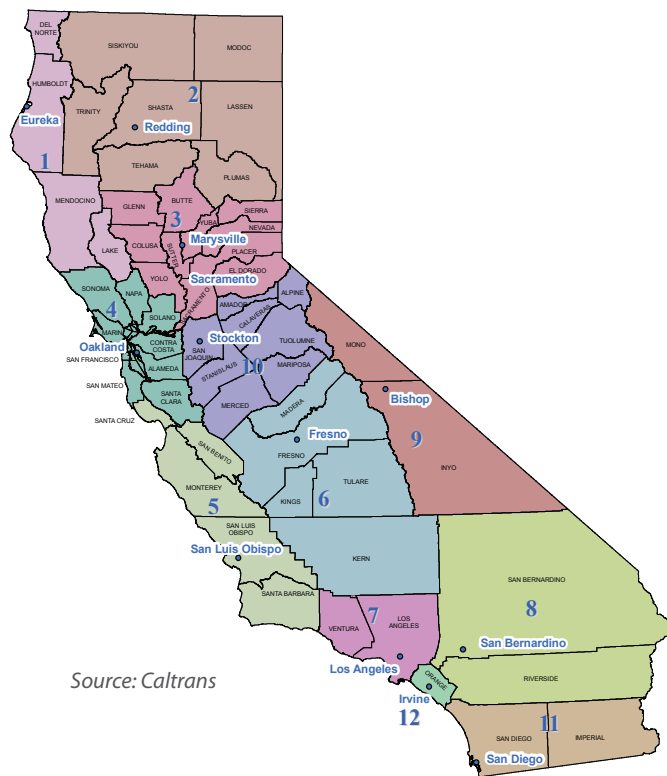 DEL
NORTE
SISKIYOU
MODOC
HUMBOLDT
2
TRINITY
SHASTA
LASSEN
Eureka
Redding
1
TEHAMA
PLUMAS
MENDOCINO
GLENN
BUTTE
SIERRA
3
YUBA
NEVADA
COLUSA
SUTTER
Marysville
LAKE
PLACER
YOLO
EL DORADO
Sacramento
SONOMA
NAPA
SACRAMENTO
ALPINE
4
SOLANO
AMADOR
CALAVERAS
MARIN
Stockton
TUOLUMNE
MONO
Oakland
CONTRA
COSTA
SAN
JOAQUIN
SAN FRANCISCO
ALAMEDA
STANISLAUS
10
MARIPOSA
SAN MATEO
SANTA
CLARA
MERCED
MADERA
Bishop
SANTA CRUZ
Fresno
9
SAN BENITO
FRESNO
INYO
MONTEREY
TULARE
5
KINGS
6
SAN LUIS
OBISPO
San Luis Obispo
KERN
SAN BERNARDINO
SANTA BARBARA
8
VENTURA
7
LOS
ANGELES
San Bernardino
Los Angeles
ORANGE
RIVERSIDE
Source: Caltrans
Irvine
12
11
SAN DIEGO
IMPERIAL
San Diego